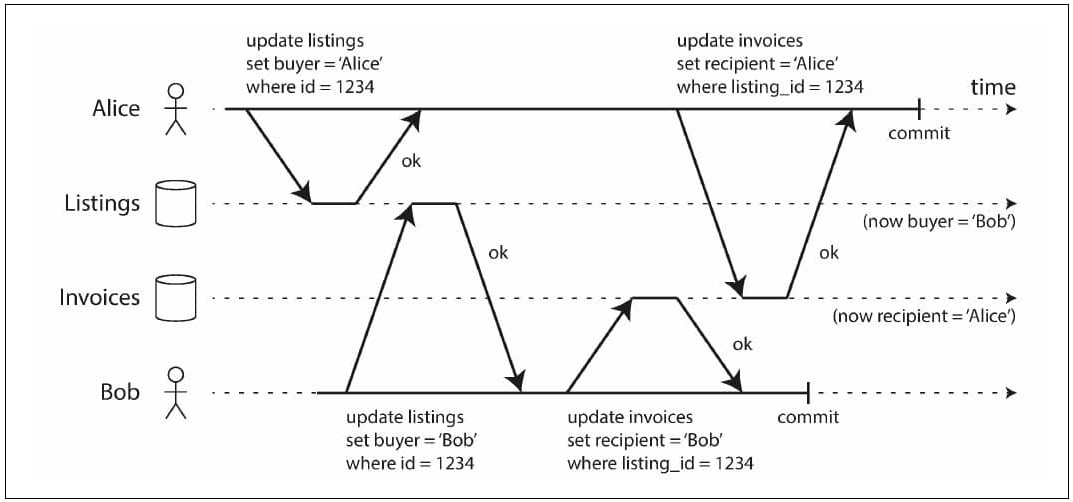 update listings
set buyer = ‘Alice’
where id = 1234
update invoices
set recipient = ‘Alice’
where listing_id = 1234
time
Alice
commit
ok
Listings
(now buyer = ‘Bob’)
ok
ok
Invoices
(now recipient = ‘Alice’)
ok
Bob
update listings
set buyer = ‘Bob’
where id = 1234
update invoices
set recipient = ‘Bob’
where listing_id = 1234
commit